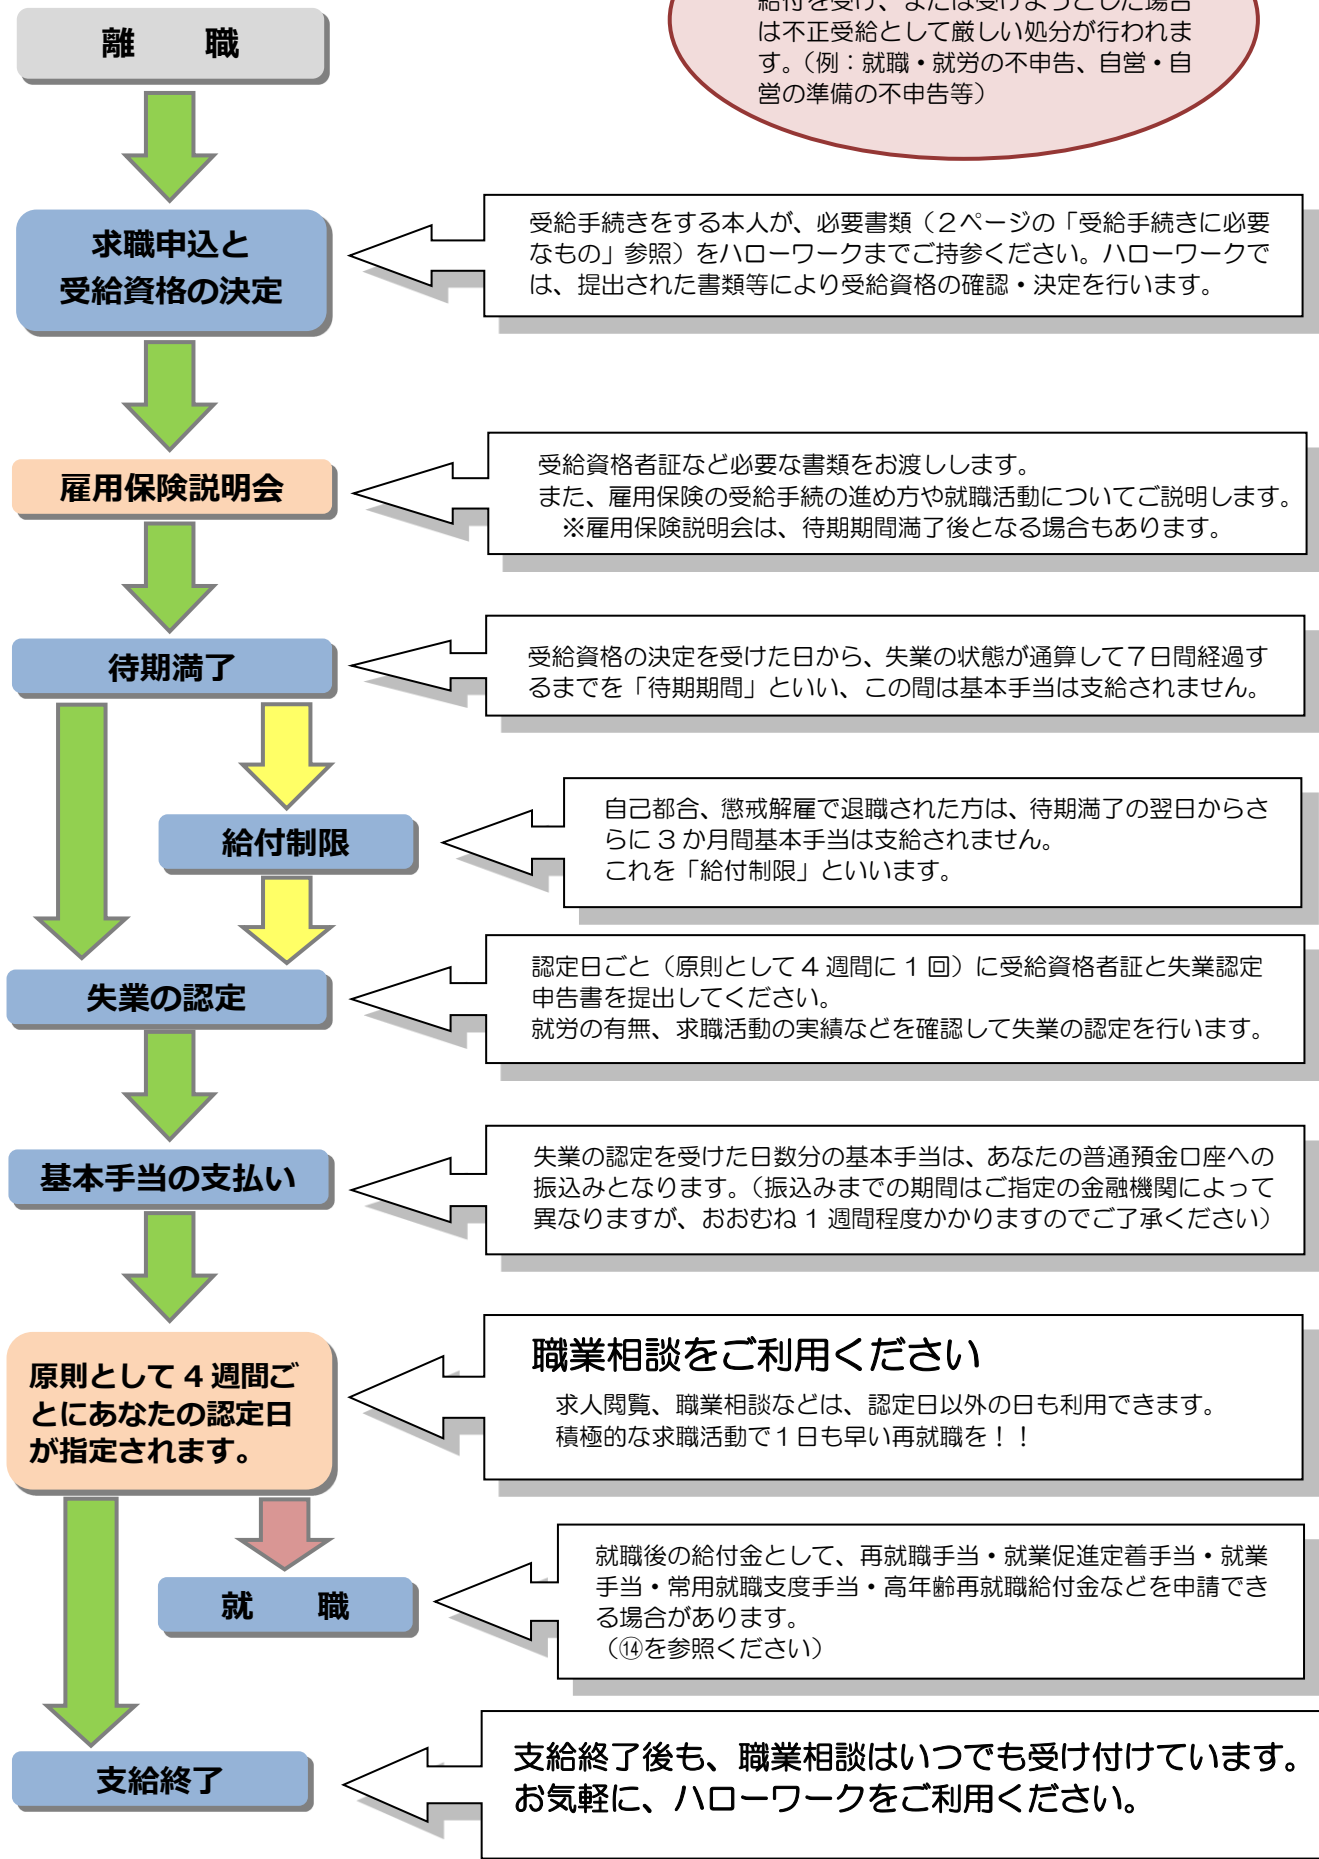 給付を受け、または受けようとした場合
は不正受給として厳しい処分が行われま
す。（例：就職・就労の不申告、自営・自
営の準備の不申告等）
離　職
求職申込と
受給資格の決定
受給手続きをする本人が、必要書類（２ページの「受給手続きに必要
なもの」参照）をハローワークまでご持参ください。ハローワークで
は、提出された書類等により受給資格の確認・決定を行います。
雇用保険説明会
受給資格者証など必要な書類をお渡しします。
また、雇用保険の受給手続の進め方や就職活動についてご説明します。
※雇用保険説明会は、待期期間満了後となる場合もあります。
待期満了
受給資格の決定を受けた日から、失業の状態が通算して７日間経過す
るまでを「待期期間」といい、この間は基本手当は支給されません。
給付制限
自己都合、懲戒解雇で退職された方は、待期満了の翌日からさ
らに３か月間基本手当は支給されません。
これを「給付制限」といいます。
失業の認定
認定日ごと（原則として４週間に１回）に受給資格者証と失業認定
申告書を提出してください。
就労の有無、求職活動の実績などを確認して失業の認定を行います。
基本手当の支払い
失業の認定を受けた日数分の基本手当は、あなたの普通預金口座への
振込みとなります。（振込みまでの期間はご指定の金融機関によって
異なりますが、おおむね１週間程度かかりますのでご了承ください）
原則として４週間ご
とにあなたの認定日
が指定されます。
職業相談をご利用ください
求人閲覧、職業相談などは、認定日以外の日も利用できます。
積極的な求職活動で１日も早い再就職を！！
就　職
就職後の給付金として、再就職手当・就業促進定着手当・就業
手当・常用就職支度手当・高年齢再就職給付金などを申請でき
る場合があります。
（⑭を参照ください）
支給終了
支給終了後も、職業相談はいつでも受け付けています。
お気軽に、ハローワークをご利用ください。